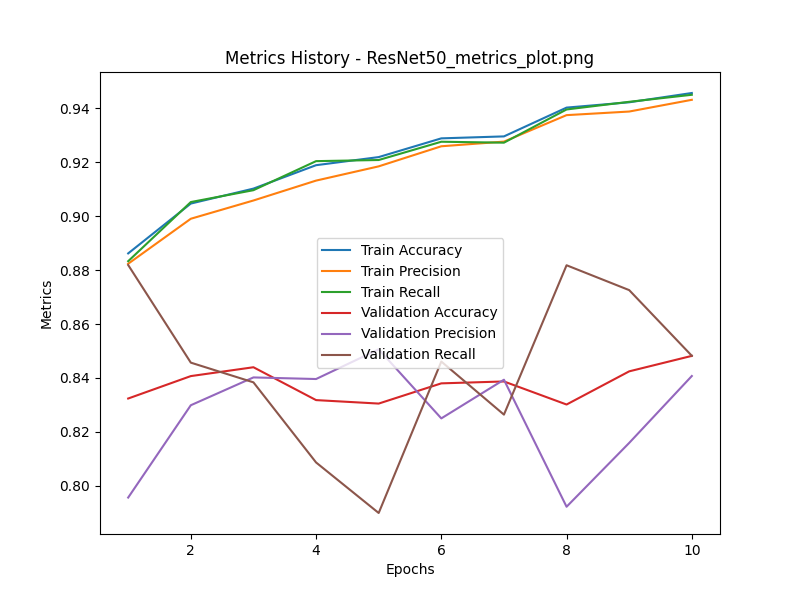 Metrics History - ResNet50_metrics_plot.png
Metrics
0.94
0.92
0.90
0.88
0.86
0.84
0.82
0.80
Train Accuracy
Train Precision
Train Recall
Validation Accuracy
Validation Precision
Validation Recall
2 4 6 8 10
Epochs